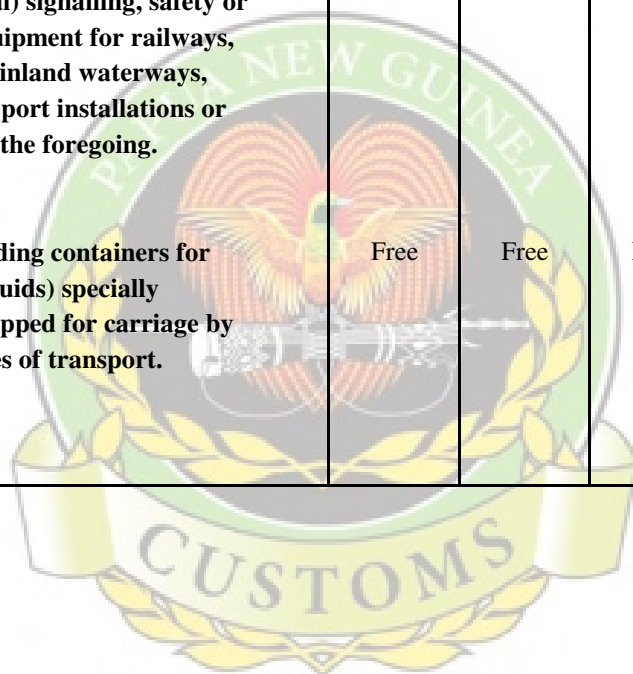 signalling, safety or
uipment for railways,
inland waterways,
port installations or
the foregoing.
ding containers for Free Free
uids) specially
pped for carriage by
es of transport.
PAPUA NEW GUINEA
CUSTOMS